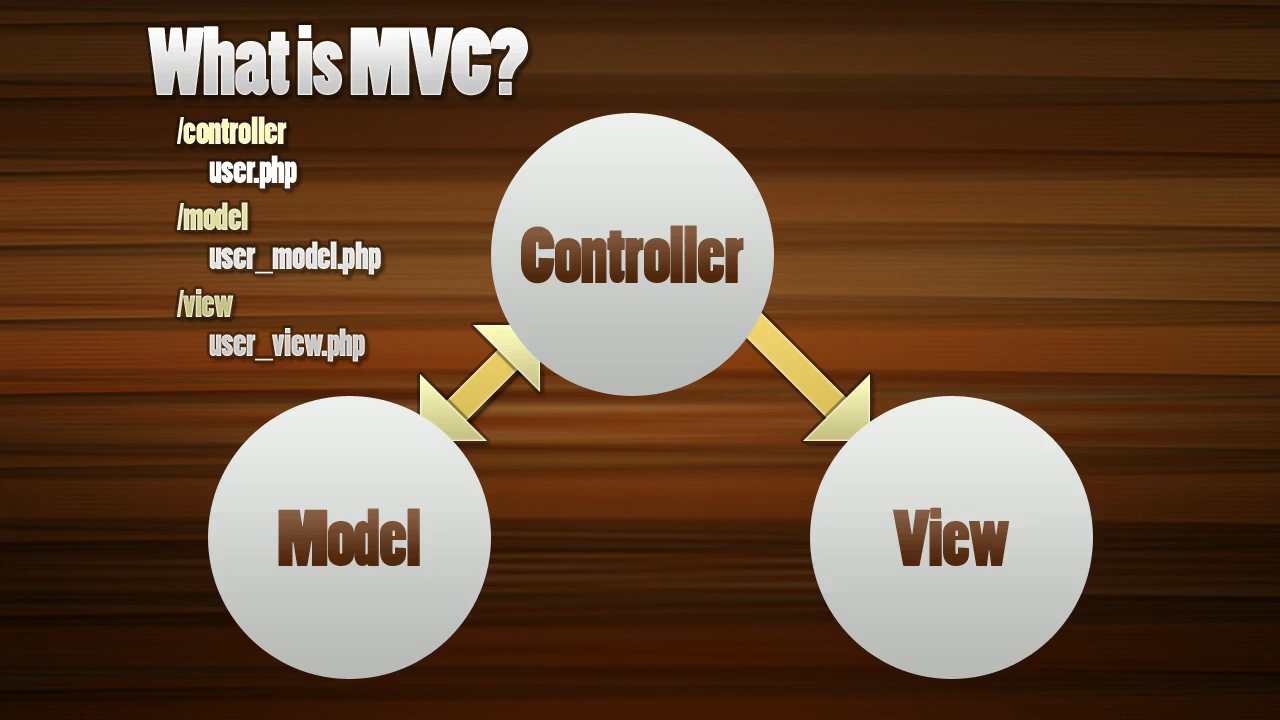 What is MVC?
/controller
user.php
/model
user_model.php
/view
user_view.php
Controller
Model
View